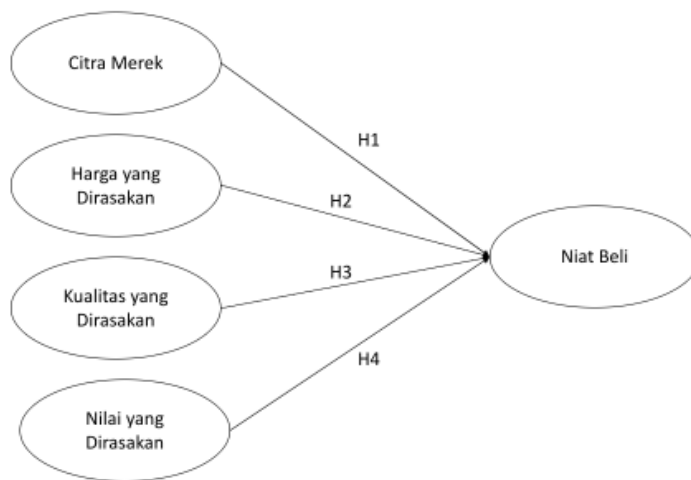 Citra Merek
H1
Harga yang
Dirasakan
H2
Niat Beli
H3
Kualitas yang
Dirasakan
H4
Nilai yang
Dirasakan